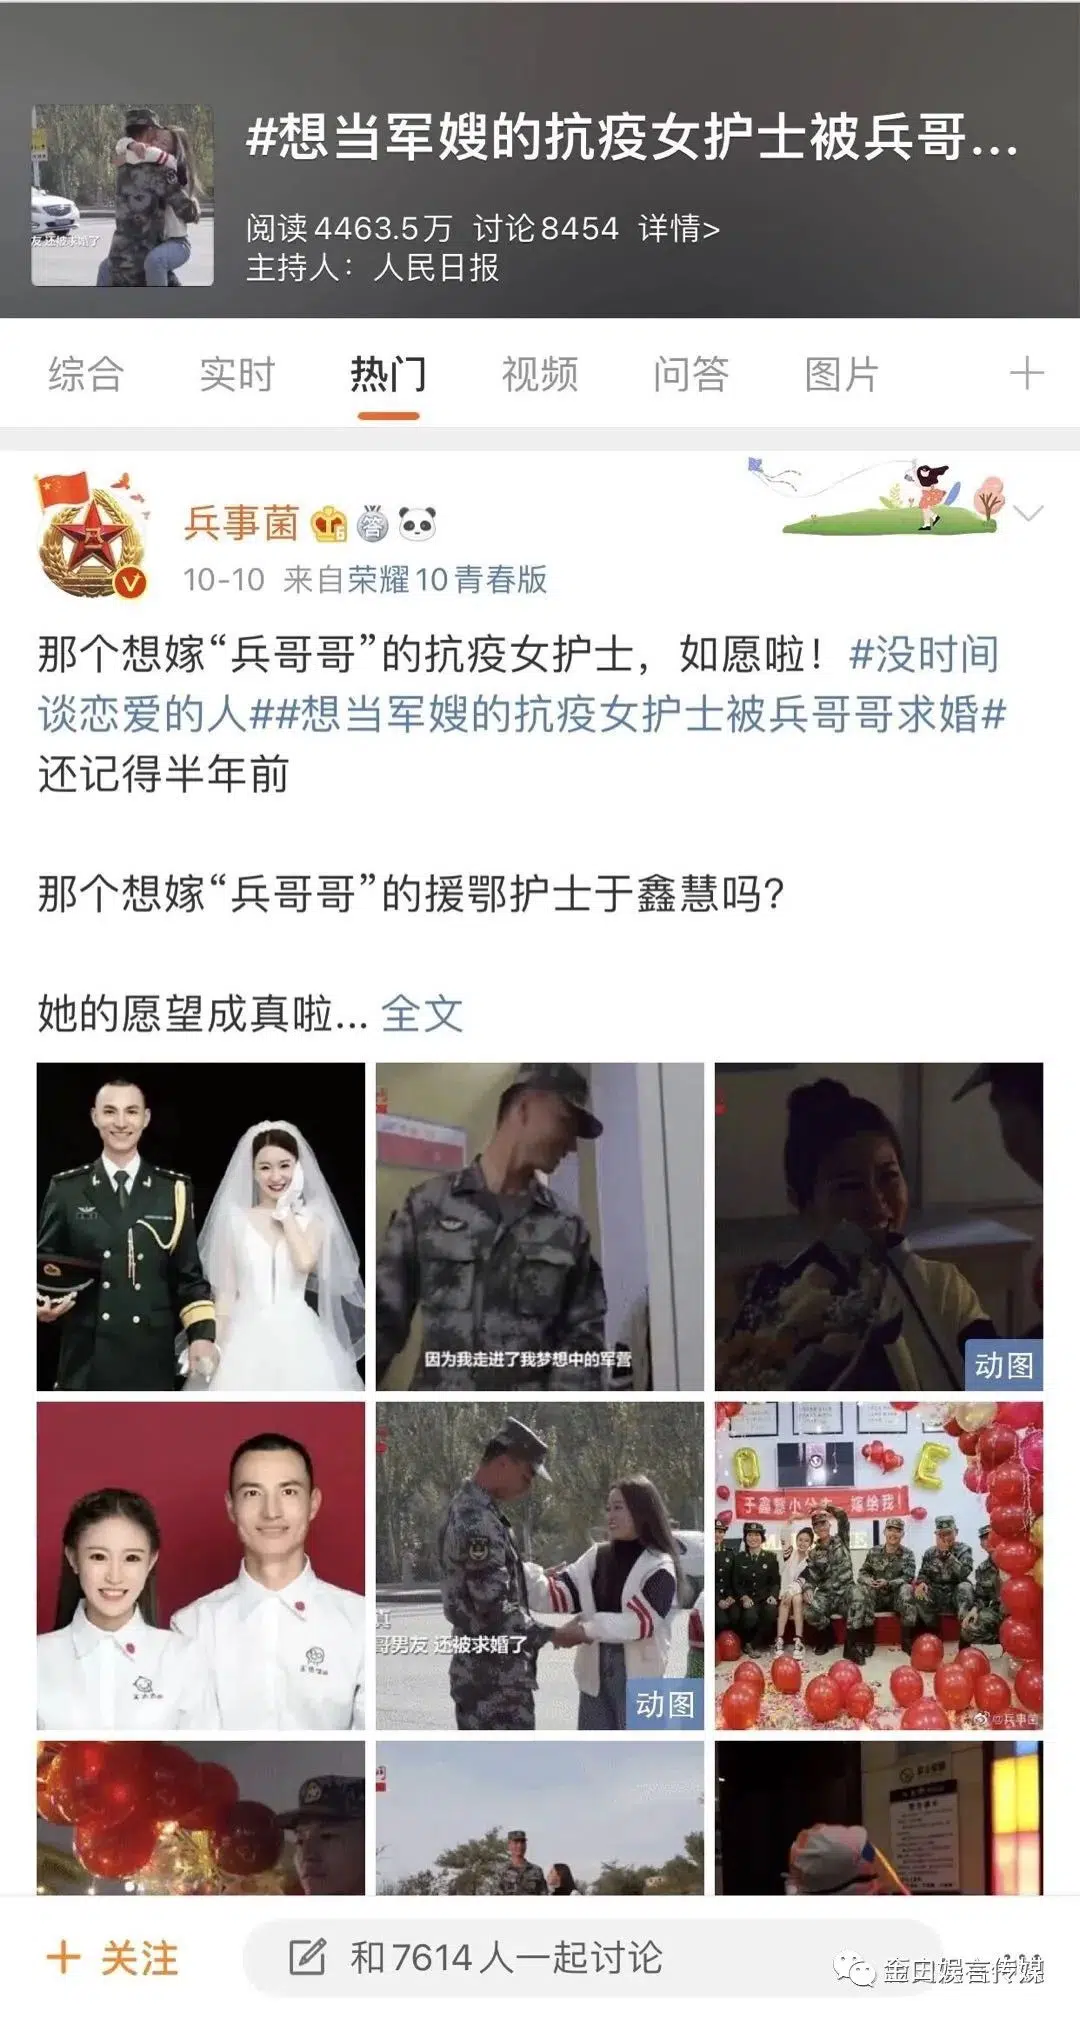 #想当军嫂的抗疫女护士被兵哥...
阅读4463.5万 讨论8454 详情>
主持人：人民日报
友 还被求婚了
综合 实时 热门 视频 问答 图片
兵事菌
10-10 来自荣耀10青春版
那个想嫁“兵哥哥”的抗疫女护士，如愿啦！#没时间
谈恋爱的人##想当军嫂的抗疫女护士被兵哥哥求婚#
还记得半年前
那个想嫁“兵哥哥”的援鄂护士于鑫慧吗？
她的愿望成真啦... 全文
因为我走进了我梦想中的军营
动图
哥男友 还被求婚了
动图
于鑫慧小公主 嫁给我！
@兵事菌
+ 关注
和7614人一起讨论
金田娱言传媒